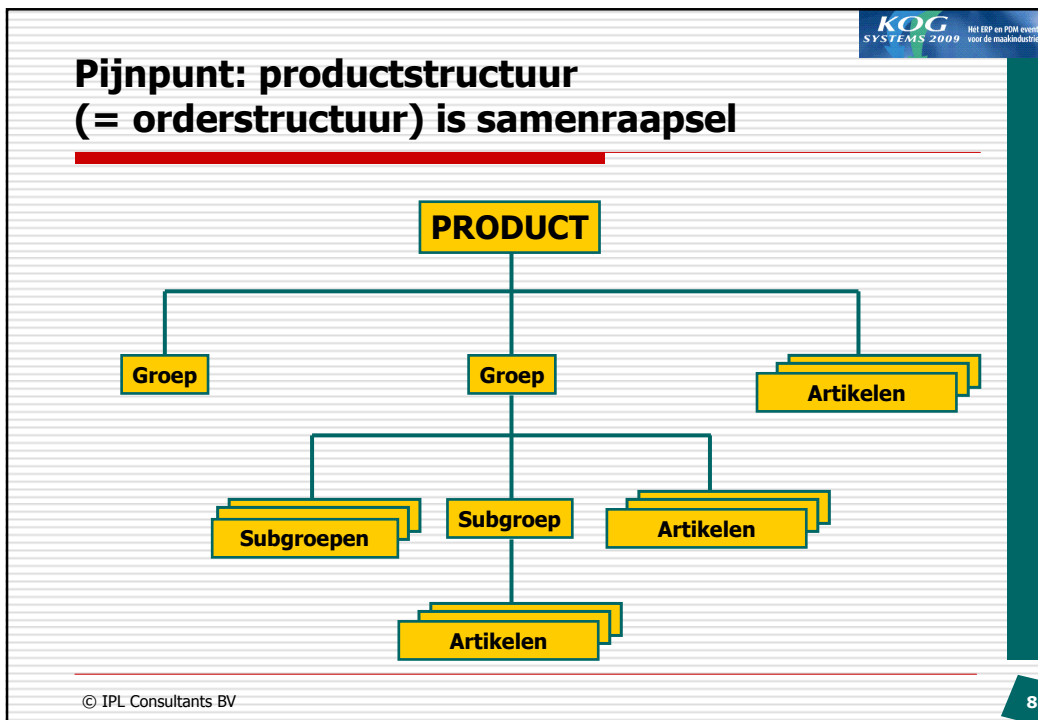 KOG
SYSTEMS 2009
Hét ERP en PDM event
voor de maakindustrie
Pijnpunt: productstructuur
(= orderstructuur) is samenraapsel
PRODUCT
Groep
Groep
Artikelen
Subgroepen
Subgroep
Artikelen
Artikelen
© IPL Consultants BV
8